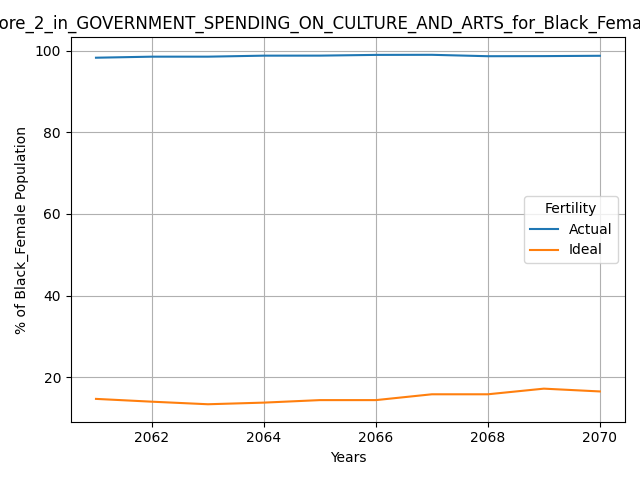 ore_2_in_GOVERNMENT_SPENDING_ON_CULTURE_AND_ARTS_for_Black_Fema
100
80
60
40
20
% of Black_Female Population
Fertility
Actual
Ideal
2062
2064
2066
2068
2070
Years